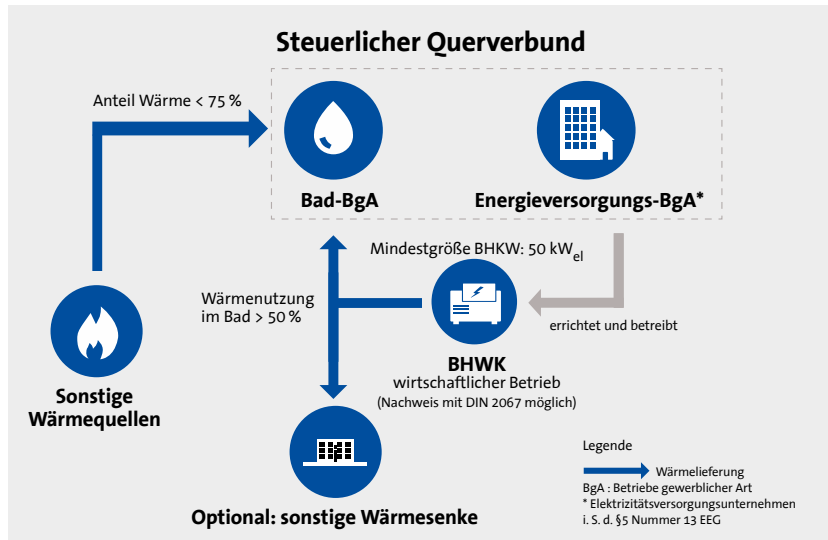 Steuerlicher Querverbund
Anteil Wärme < 75 %
Bad-BgA
Energieversorgungs-BgA*
Mindestgröße BHKW: 50 kWel
Wärmenutzung
im Bad > 50 %
errichtet und betreibt
BHWK
wirtschaftlicher Betrieb
(Nachweis mit DIN 2067 möglich)
Sonstige
Wärmequellen
Optional: sonstige Wärmesenke
Legende
Wärmelieferung
BgA : Betriebe gewerblicher Art
* Elektrizitätsversorgungsunternehmen
i. S. d. §5 Nummer 13 EEG